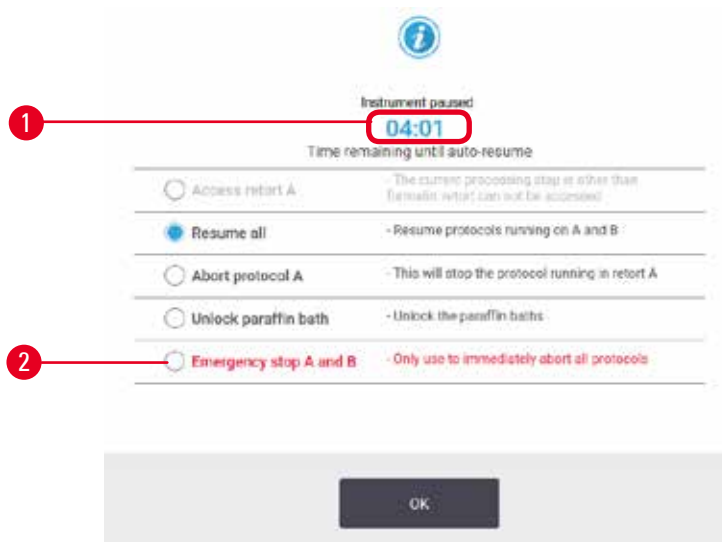 i
Instrument paused
1
04:01
Time remaining until auto-resume
Access retort A
- The current processing step is other than
formalin retort can not be accessed
Resume all
- Resume protocols running on A and B
Abort protocol A
- This will stop the protocol running in retort A
Unlock paraffin bath
- Unlock the paraffin baths
2
Emergency stop A and B
- Only use to immediately abort all protocols
OK